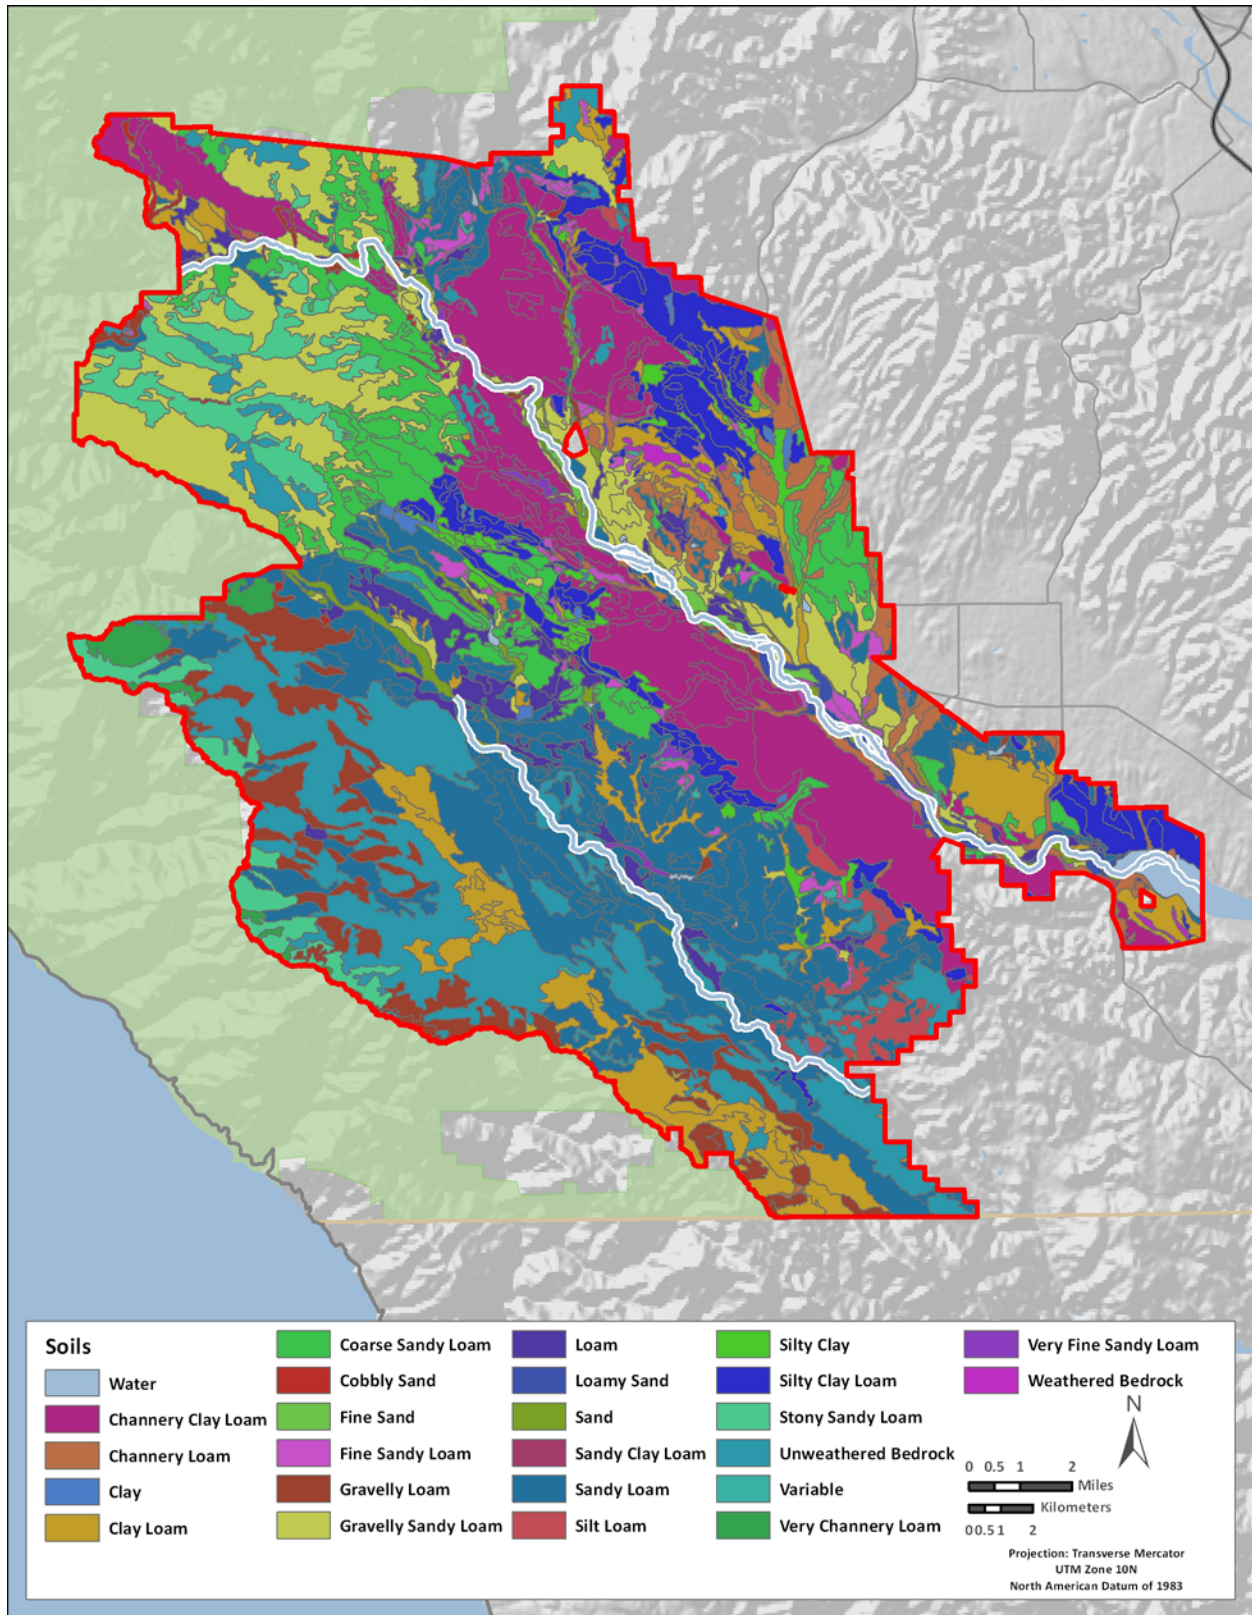 Soils
Water
Channery Clay Loam
Channery Loam
Clay
Clay Loam
Coarse Sandy Loam
Cobbly Sand
Fine Sand
Fine Sandy Loam
Gravelly Loam
Gravelly Sandy Loam
Loam
Loamy Sand
Sand
Sandy Clay Loam
Sandy Loam
Silt Loam
Silty Clay
Silty Clay Loam
Stony Sandy Loam
Unweathered Bedrock
Variable
Very Channery Loam
Very Fine Sandy Loam
Weathered Bedrock
N
0 0.5 1 2
Miles
Kilometers
0 0.5 1 2
Projection: Transverse Mercator
UTM Zone 10N
North American Datum of 1983